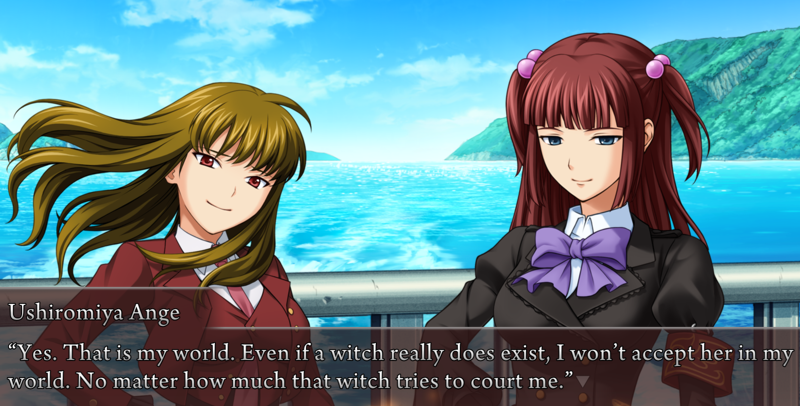 Ushiromiya Ange
“Yes. That is my world. Even if a witch really does exist, I won’t accept her in my
world. No matter how much that witch tries to court me.”